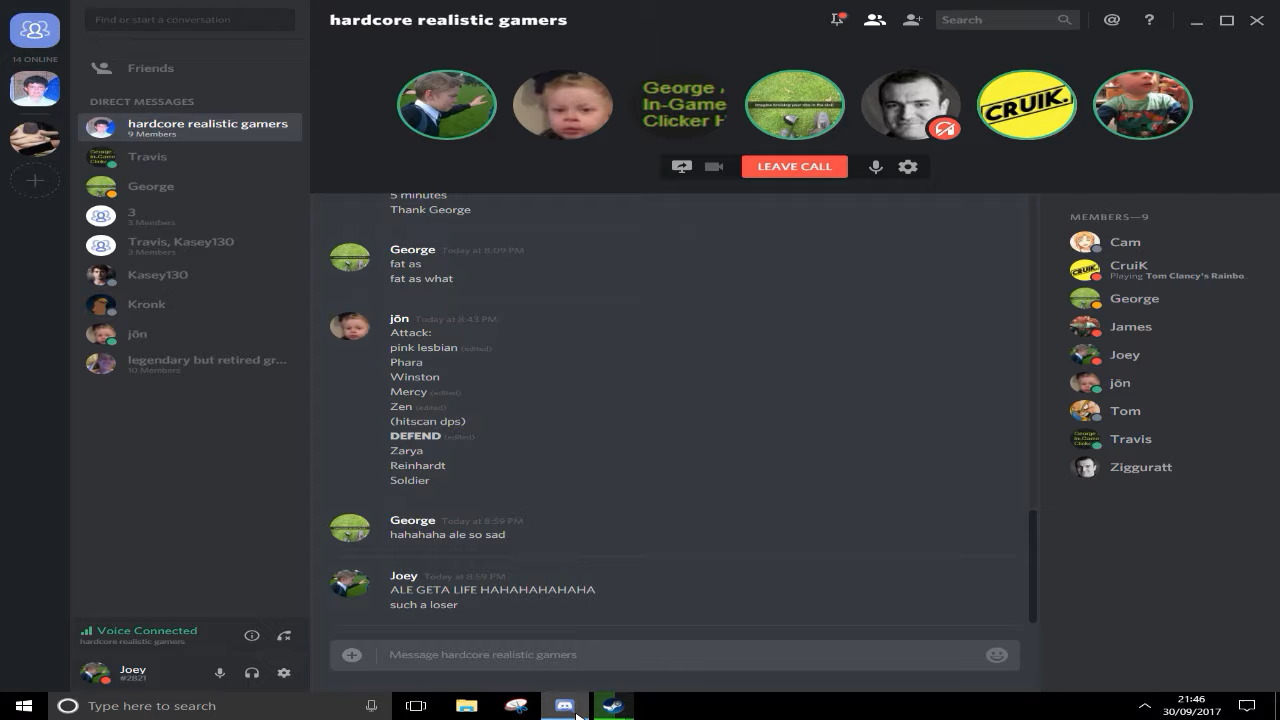 Find or start a conversation
hardcore realistic gamers
Search
@
?
14 ONLINE
Friends
DIRECT MESSAGES
hardcore realistic gamers
9 Members
Travis
George
3
3 Members
Travis, Kasey130
3 Members
Kasey130
Kronk
jōn
legendary but retired gr...
10 Members
George
In-Game
Clicker
CRUIK.
LEAVE CALL
5 minutes
Thank George
George Today at 8:09 PM
fat as
fat as what
jōn Today at 8:43 PM
Attack:
pink lesbian (edited)
Phara
Winston
Mercy (edited)
Zen (edited)
(hitscan dps)
DEFEND (edited)
Zarya
Reinhardt
Soldier
George Today at 8:59 PM
hahahaha ale so sad
Joey Today at 8:59 PM
ALE GETA LIFE HAHAHAHAHAHA
such a loser
Message hardcore realistic gamers
MEMBERS—9
Cam
CruiK
Playing Tom Clancy's Rainbo
George
James
Joey
jōn
Tom
Travis
Zigguratt
Voice Connected
hardcore realistic gamers
Joey
#2821
Type here to search
21:46
30/09/2017